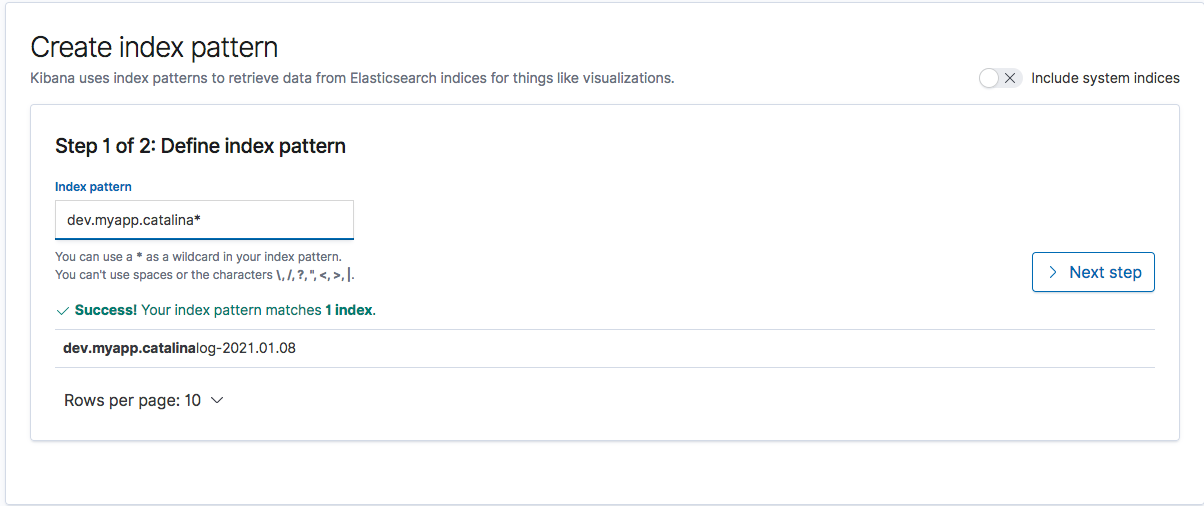 Create index pattern
Kibana uses index patterns to retrieve data from Elasticsearch indices for things like visualizations.
Include system indices
Step 1 of 2: Define index pattern
Index pattern
dev.myapp.catalina*
You can use a * as a wildcard in your index pattern.
You can't use spaces or the characters \, /, ?, ", <, >, |.
Next step
Success! Your index pattern matches 1 index.
dev.myapp.catalinalog-2021.01.08
Rows per page: 10